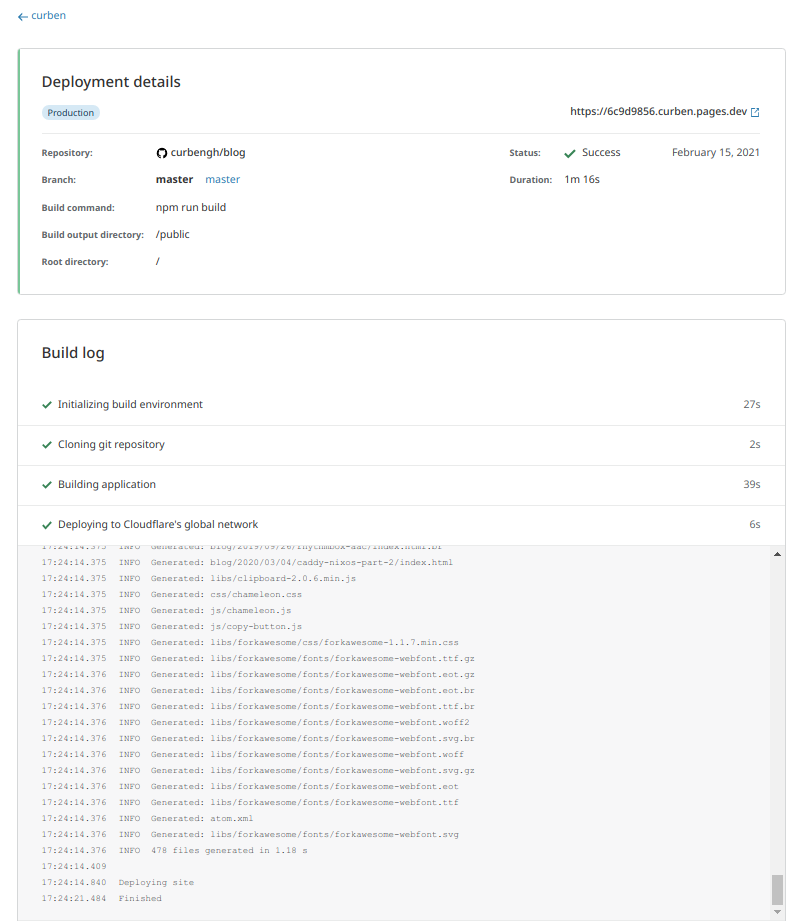 ← curben
Deployment details
Production
https://6c9d9856.curben.pages.dev
Repository: curbengh/blog
Status: Success February 15, 2021
Branch: master master
Duration: 1m 16s
Build command: npm run build
Build output directory: /public
Root directory: /
Build log
Initializing build environment 27s
Cloning git repository 2s
Building application 39s
Deploying to Cloudflare's global network 6s
17:24:14.375 INFO Generated: blog/2019/09/26/rhythmbox-aac/index.html.br
17:24:14.375 INFO Generated: blog/2020/03/04/caddy-nixos-part-2/index.html
17:24:14.375 INFO Generated: libs/clipboard-2.0.6.min.js
17:24:14.375 INFO Generated: css/chameleon.css
17:24:14.375 INFO Generated: js/chameleon.js
17:24:14.375 INFO Generated: js/copy-button.js
17:24:14.375 INFO Generated: libs/forkawesome/css/forkawesome-1.1.7.min.css
17:24:14.375 INFO Generated: libs/forkawesome/fonts/forkawesome-webfont.ttf.gz
17:24:14.376 INFO Generated: libs/forkawesome/fonts/forkawesome-webfont.eot.gz
17:24:14.376 INFO Generated: libs/forkawesome/fonts/forkawesome-webfont.eot.br
17:24:14.376 INFO Generated: libs/forkawesome/fonts/forkawesome-webfont.ttf.br
17:24:14.376 INFO Generated: libs/forkawesome/fonts/forkawesome-webfont.woff2
17:24:14.376 INFO Generated: libs/forkawesome/fonts/forkawesome-webfont.svg.br
17:24:14.376 INFO Generated: libs/forkawesome/fonts/forkawesome-webfont.woff
17:24:14.376 INFO Generated: libs/forkawesome/fonts/forkawesome-webfont.svg.gz
17:24:14.376 INFO Generated: libs/forkawesome/fonts/forkawesome-webfont.eot
17:24:14.376 INFO Generated: libs/forkawesome/fonts/forkawesome-webfont.ttf
17:24:14.376 INFO Generated: atom.xml
17:24:14.376 INFO Generated: libs/forkawesome/fonts/forkawesome-webfont.svg
17:24:14.376 INFO 478 files generated in 1.18 s
17:24:14.409
17:24:14.840 Deploying site
17:24:21.484 Finished